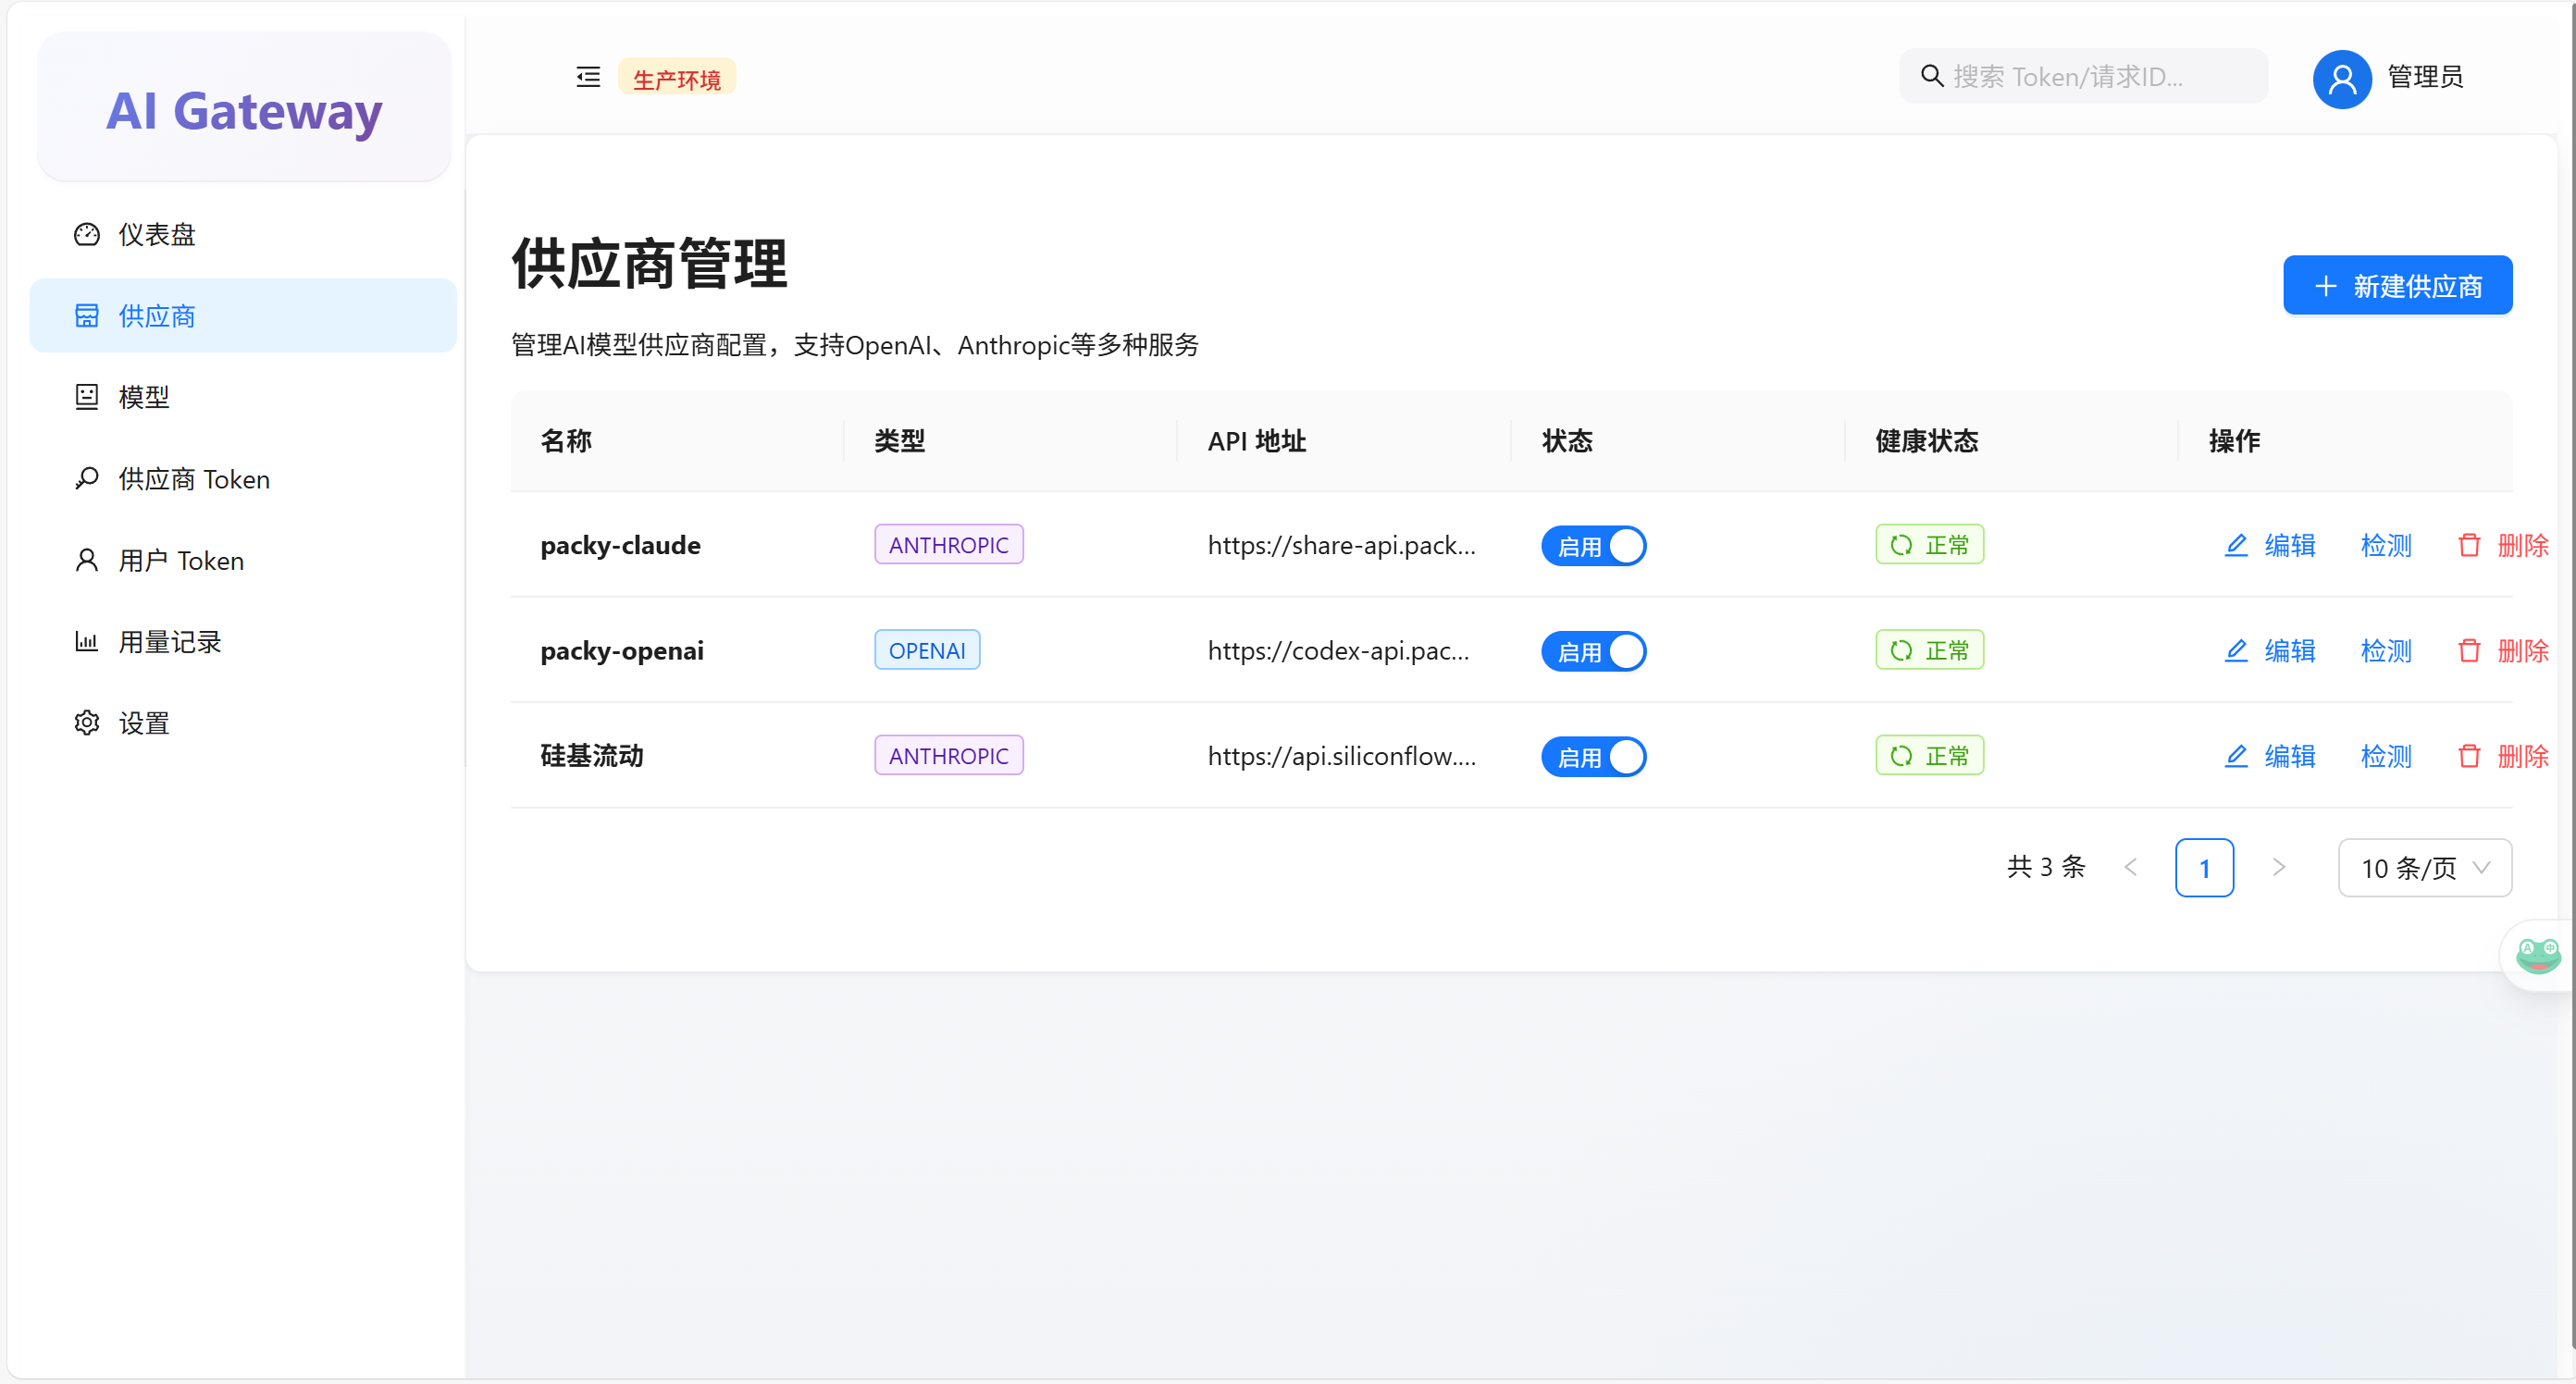 AI Gateway
生产环境
搜索 Token/请求ID...
管理员
仪表盘
供应商
模型
供应商 Token
用户 Token
用量记录
设置
供应商管理
新建供应商
管理AI模型供应商配置，支持OpenAI、Anthropic等多种服务
名称 类型 API 地址 状态 健康状态 操作
packy-claude ANTHROPIC https://share-api.pack... 启用 正常 编辑 检测 删除
packy-openai OPENAI https://codex-api.pac... 启用 正常 编辑 检测 删除
硅基流动 ANTHROPIC https://api.siliconflow.... 启用 正常 编辑 检测 删除
共 3 条 1 10 条/页
A 中